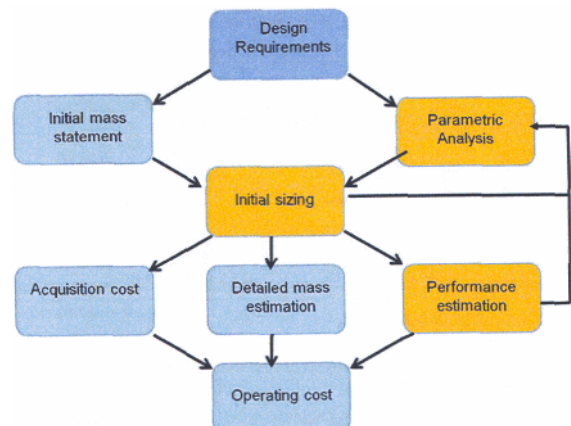 Design
Requirements
Initial mass
statement
Parametric
Analysis
Initial sizing
Acquisition cost
Detailed mass
estimation
Performance
estimation
Operating cost